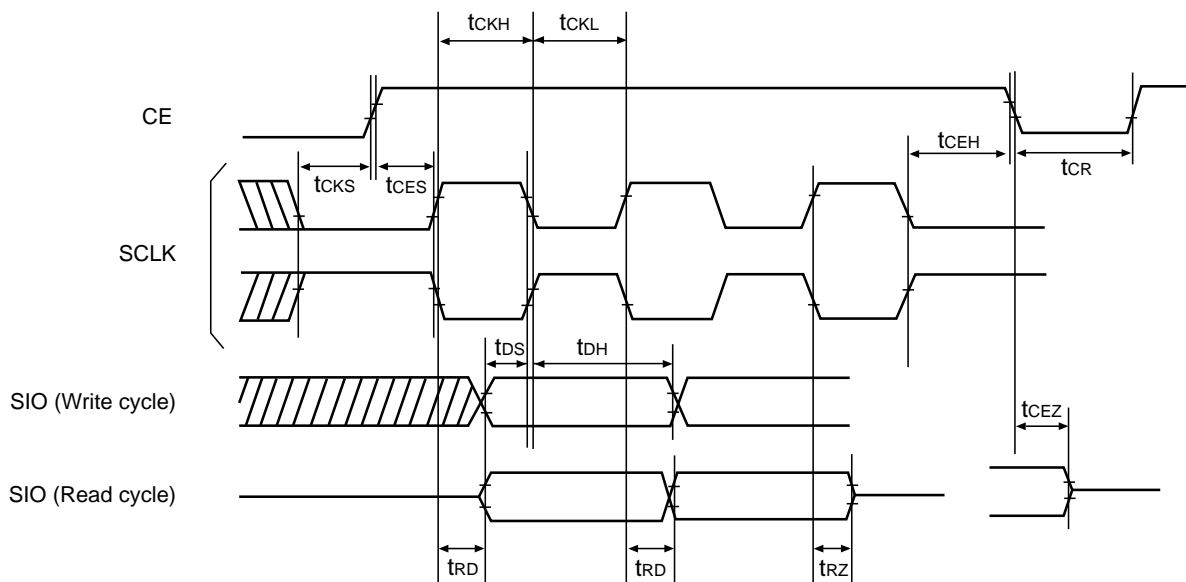 tCKH tCKL
CE
tCEH
tCKS tCES tCR
SCLK
tDS tDH
SIO (Write cycle)
tCEZ
SIO (Read cycle)
tRD tRD tRZ